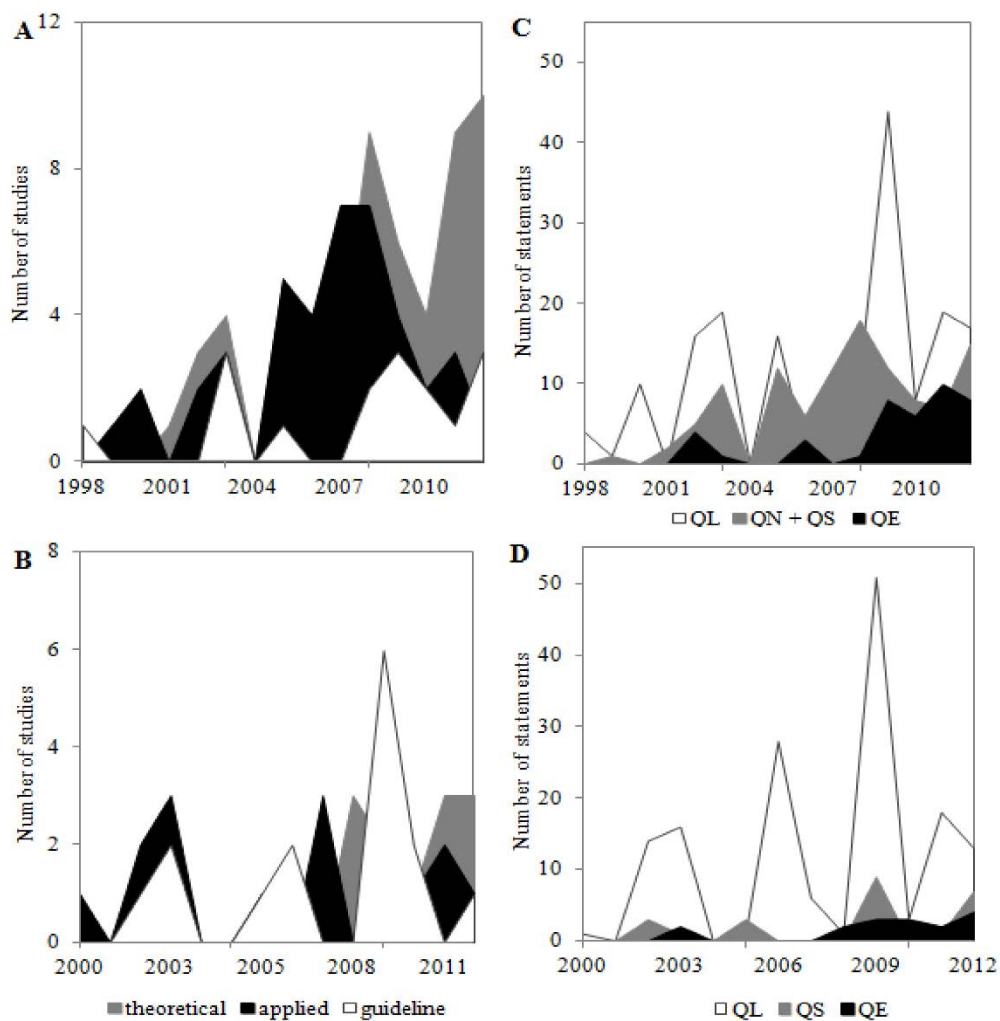 A
Number of studies
12
8
4
0
1998 2001 2004 2007 2010
C
Number of statements
50
40
30
20
10
0
1998 2001 2004 2007 2010
QL QN + QS QE
B
Number of studies
8
6
4
2
0
2000 2003 2005 2008 2011
theoretical applied guideline
D
Number of statements
50
40
30
20
10
0
2000 2003 2006 2009 2012
QL QS QE